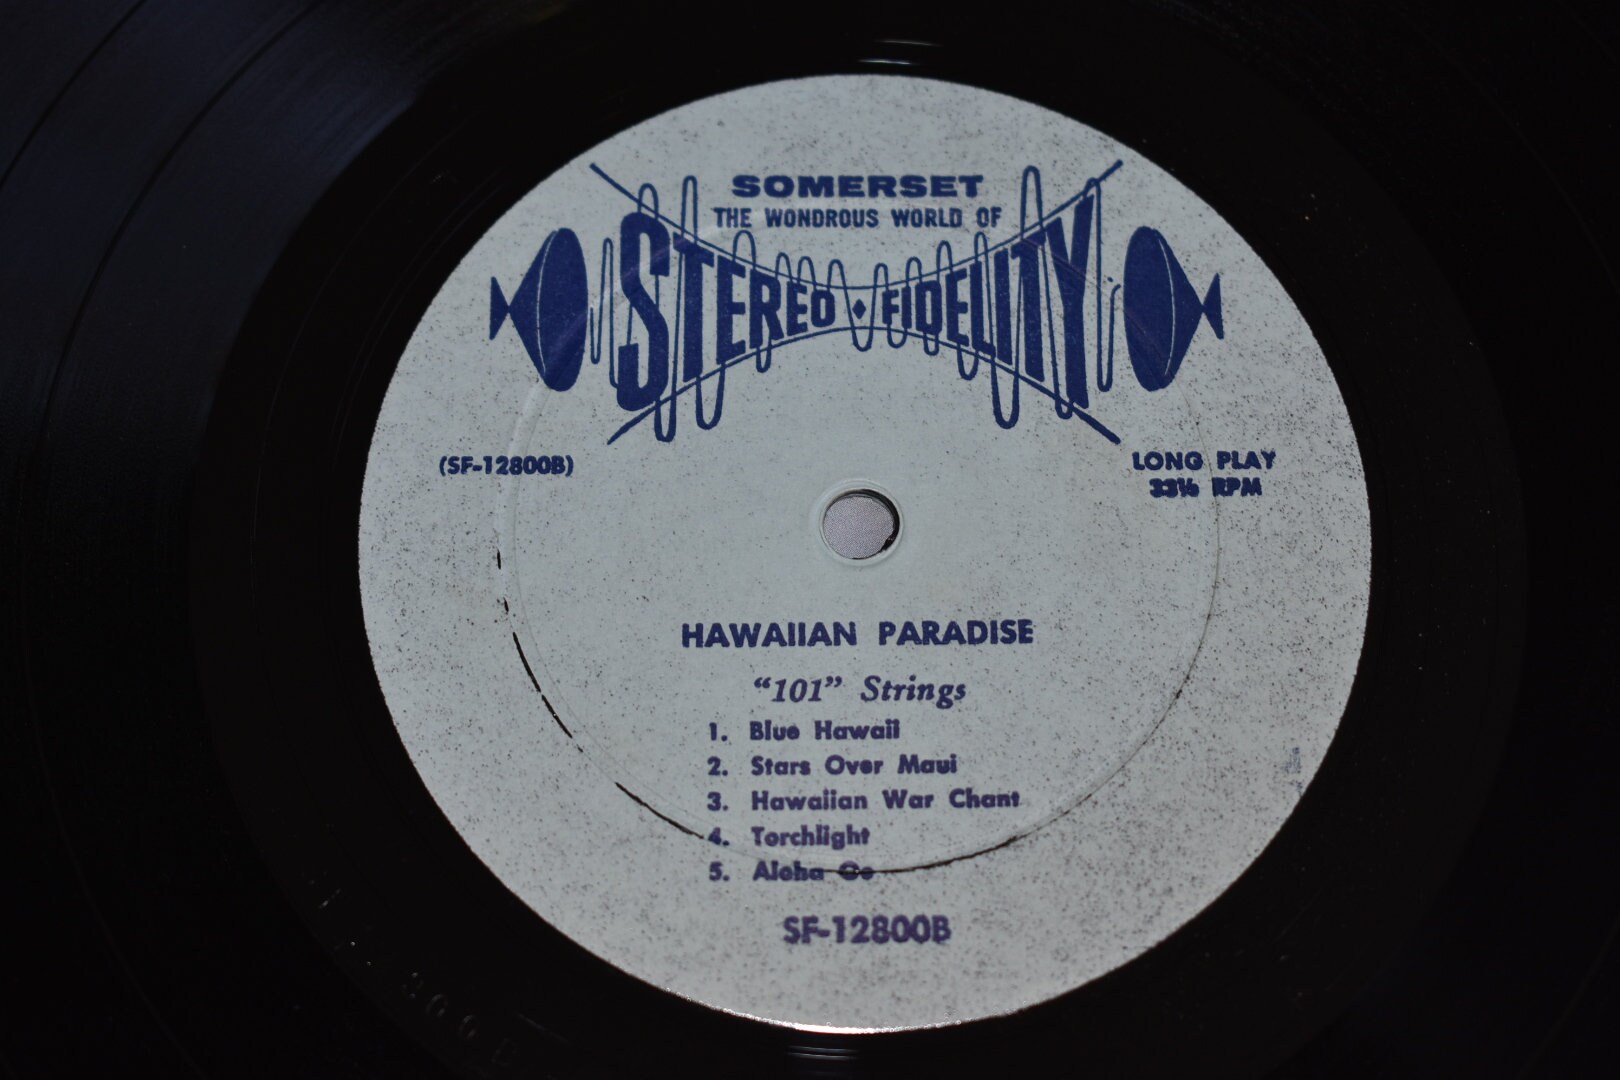 SOMERSET
THE WONDROUS WORLD OF
STEREO ♦ FIDELITY
(SF-12800B)
LONG PLAY
33⅓ RPM
HAWAIIAN PARADISE
"101" Strings
1. Blue Hawaii
2. Stars Over Maui
3. Hawaiian War Chant
4. Torchlight
5. Aloha Oe
SF-12800B